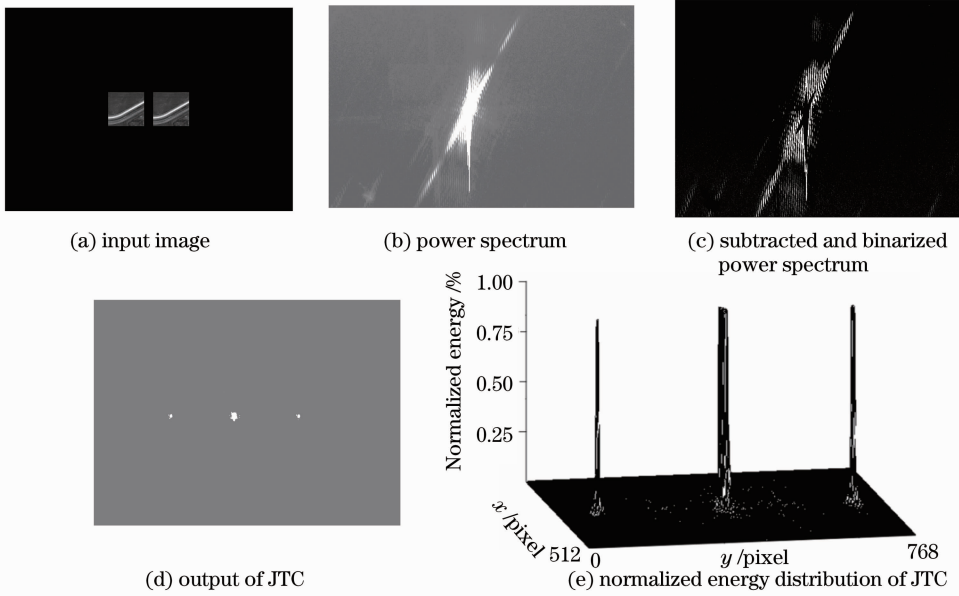 (a) input image
(b) power spectrum
(c) subtracted and binarized
power spectrum
(d) output of JTC
Normalized energy /%
1.00
0.75
0.50
0.25
x /pixel
512
0
y /pixel
768
(e) normalized energy distribution of JTC